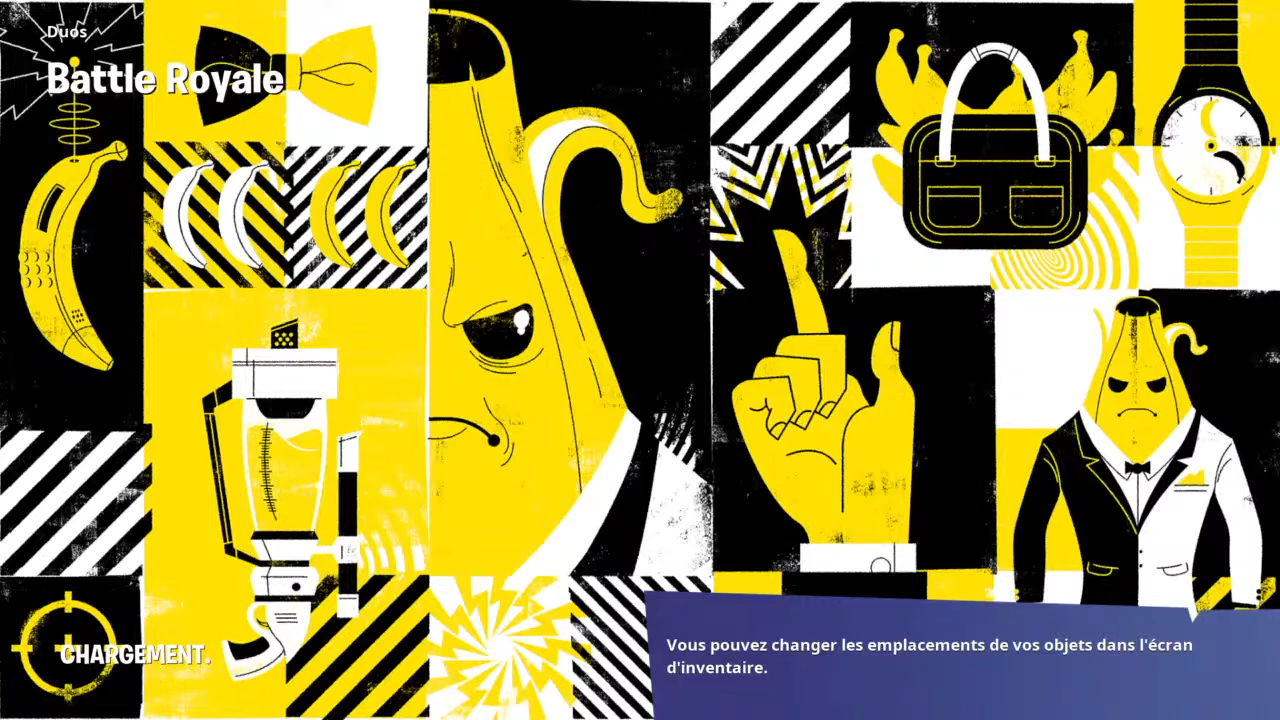 Duos
Battle Royale
CHARGEMENT.
Vous pouvez changer les emplacements de vos objets dans l'écran
d'inventaire.